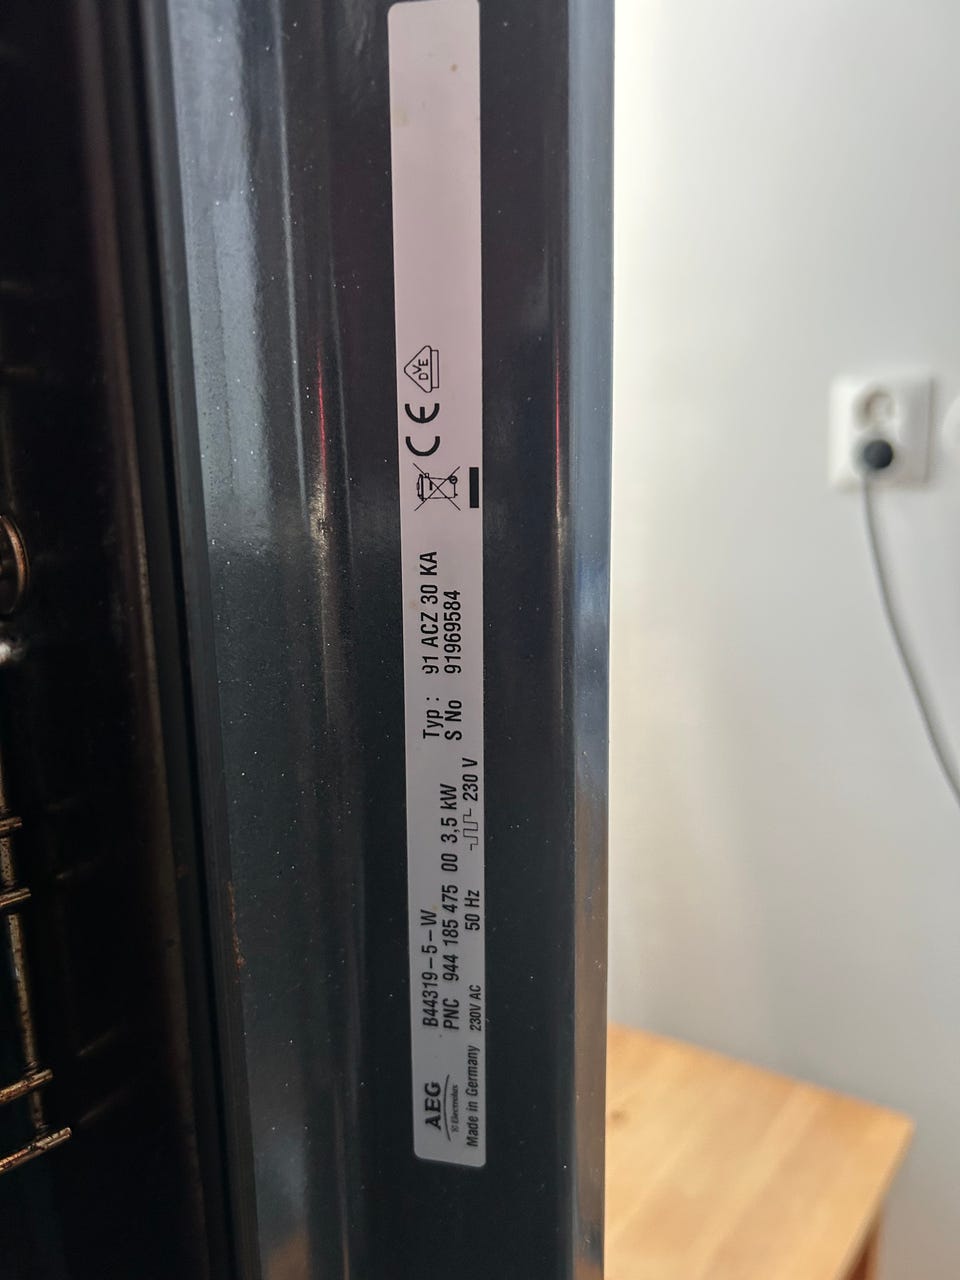 AEG
Electrolux
Made in Germany
B44319-5-W
PNC 944 185 475 00 3,5 kW
230V AC 50 Hz 230 V
Typ : 91 ACZ 30 KA
S No 91969584
CE
DVE